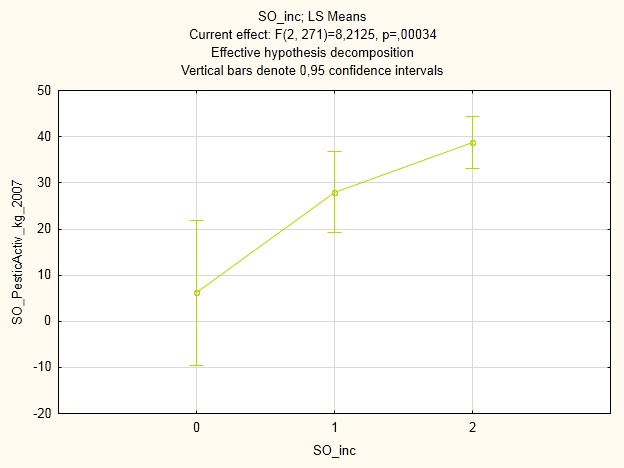 SO_inc; LS Means
Current effect: F(2, 271)=8,2125, p=,00034
Effective hypothesis decomposition
Vertical bars denote 0,95 confidence intervals
50
40
30
20
10
0
-10
-20
SO_PesticActiv_kg_2007
0 1 2
SO_inc